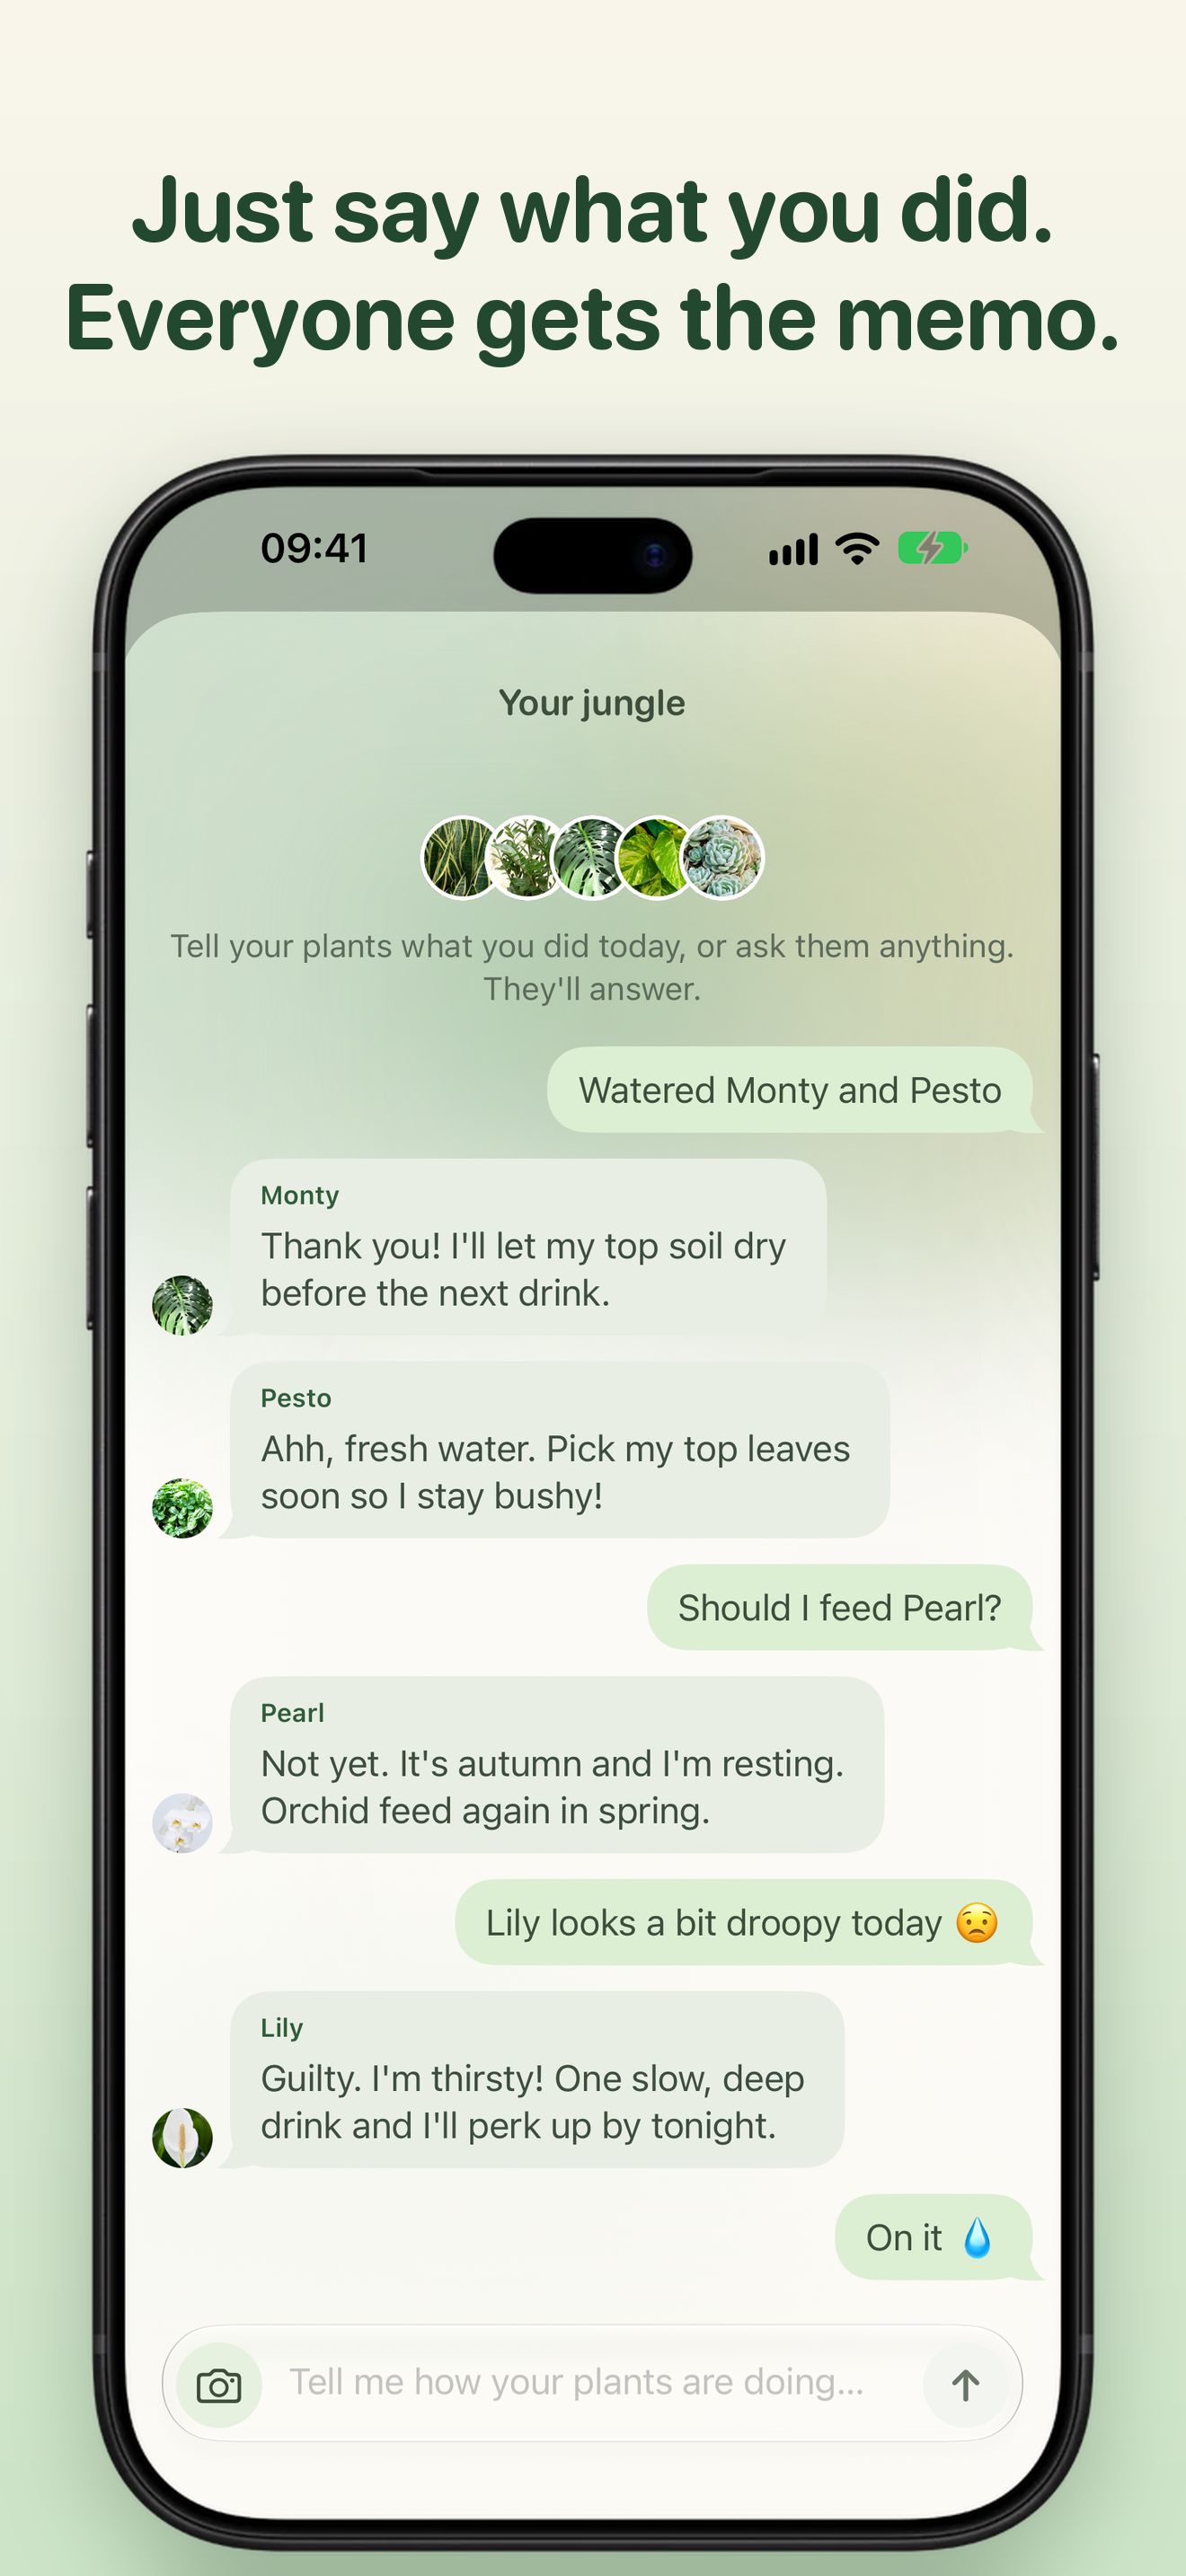 Just say what you did.
Everyone gets the memo.
09:41
Your jungle
Tell your plants what you did today, or ask them anything.
They'll answer.
Watered Monty and Pesto
Monty
Thank you! I'll let my top soil dry
before the next drink.
Pesto
Ahh, fresh water. Pick my top leaves
soon so I stay bushy!
Should I feed Pearl?
Pearl
Not yet. It's autumn and I'm resting.
Orchid feed again in spring.
Lily looks a bit droopy today 😟
Lily
Guilty. I'm thirsty! One slow, deep
drink and I'll perk up by tonight.
On it 💧
Tell me how your plants are doing...